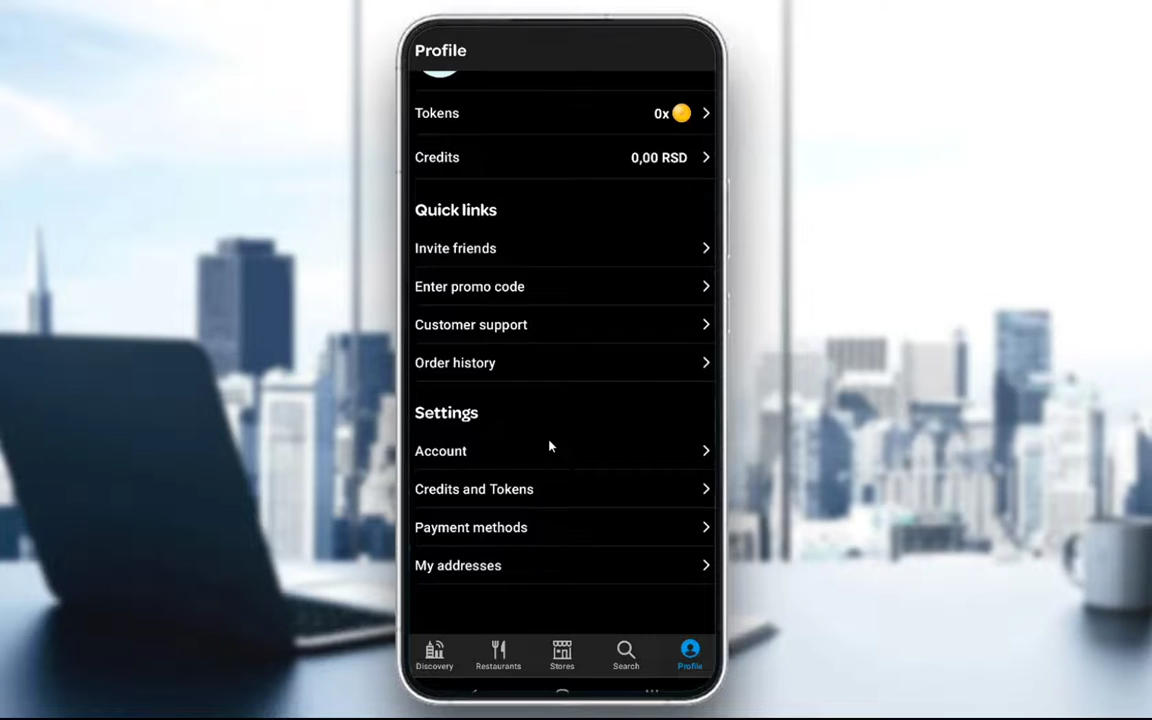 Profile
Tokens 0x
Credits 0,00 RSD
Quick links
Invite friends
Enter promo code
Customer support
Order history
Settings
Account
Credits and Tokens
Payment methods
My addresses
Discovery Restaurants Stores Search Profile